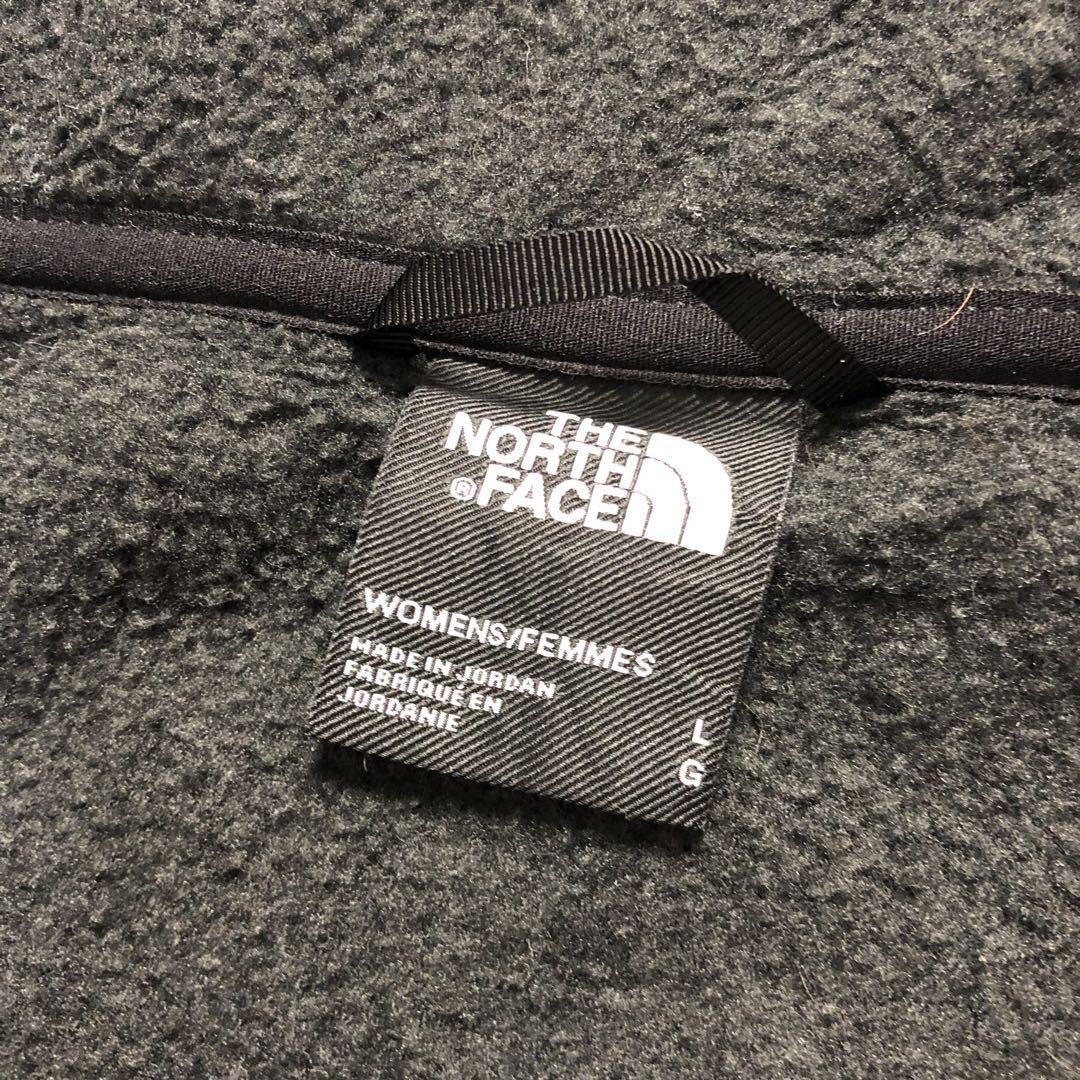 THE
NORTH
® FACE
WOMENS/FEMMES
MADE IN JORDAN
FABRIQUÉ EN
JORDANIE
L
G